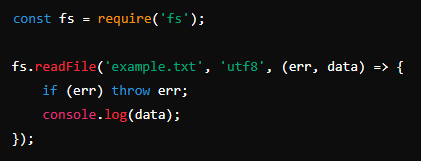 const fs = require('fs');

fs.readFile('example.txt', 'utf8', (err, data) => {
    if (err) throw err;
    console.log(data);
});